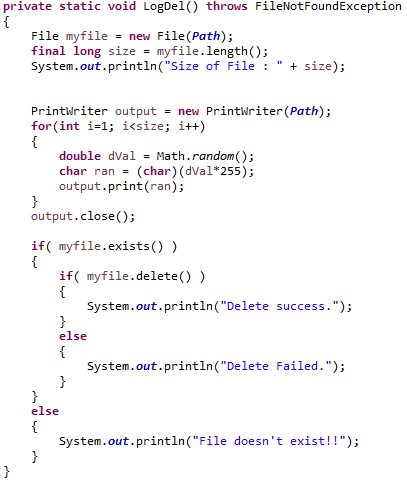 private static void LogDel() throws FileNotFoundException
{
    File myfile = new File(Path);
    final long size = myfile.length();
    System.out.println("Size of File : " + size);
    PrintWriter output = new PrintWriter(Path);
    for(int i=1; i<size; i++)
    {
        double dVal = Math.random();
        char ran = (char)(dVal*255);
        output.print(ran);
    }
    output.close();
    if( myfile.exists() )
    {
        if( myfile.delete() )
        {
            System.out.println("Delete success.");
        }
        else
        {
            System.out.println("Delete Failed.");
        }
    }
    else
    {
        System.out.println("File doesn't exist!!");
    }
}